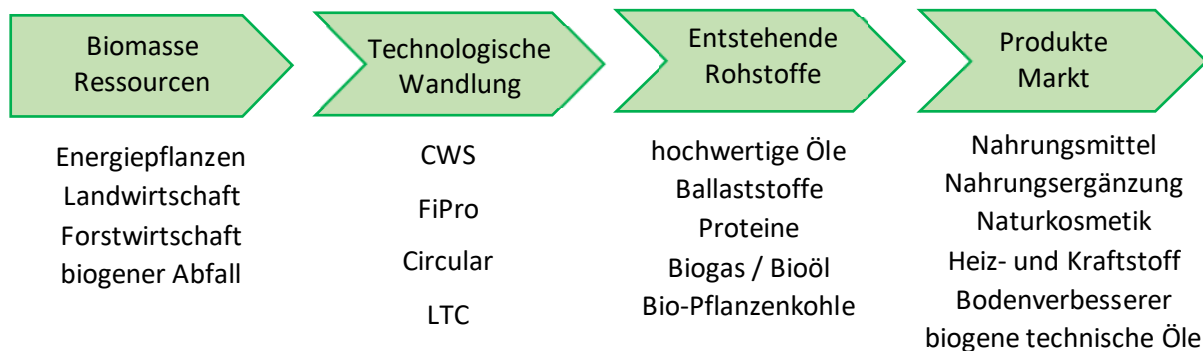 Biomasse
Ressourcen
Technologische
Wandlung
Entstehende
Rohstoffe
Produkte
Markt
Energiepflanzen
Landwirtschaft
Forstwirtschaft
biogener Abfall
CWS
FiPro
Circular
LTC
hochwertige Öle
Ballaststoffe
Proteine
Biogas / Bioöl
Bio-Pflanzenkohle
Nahrungsmittel
Nahrungsergänzung
Naturkosmetik
Heiz- und Kraftstoff
Bodenverbesserer
biogene technische Öle